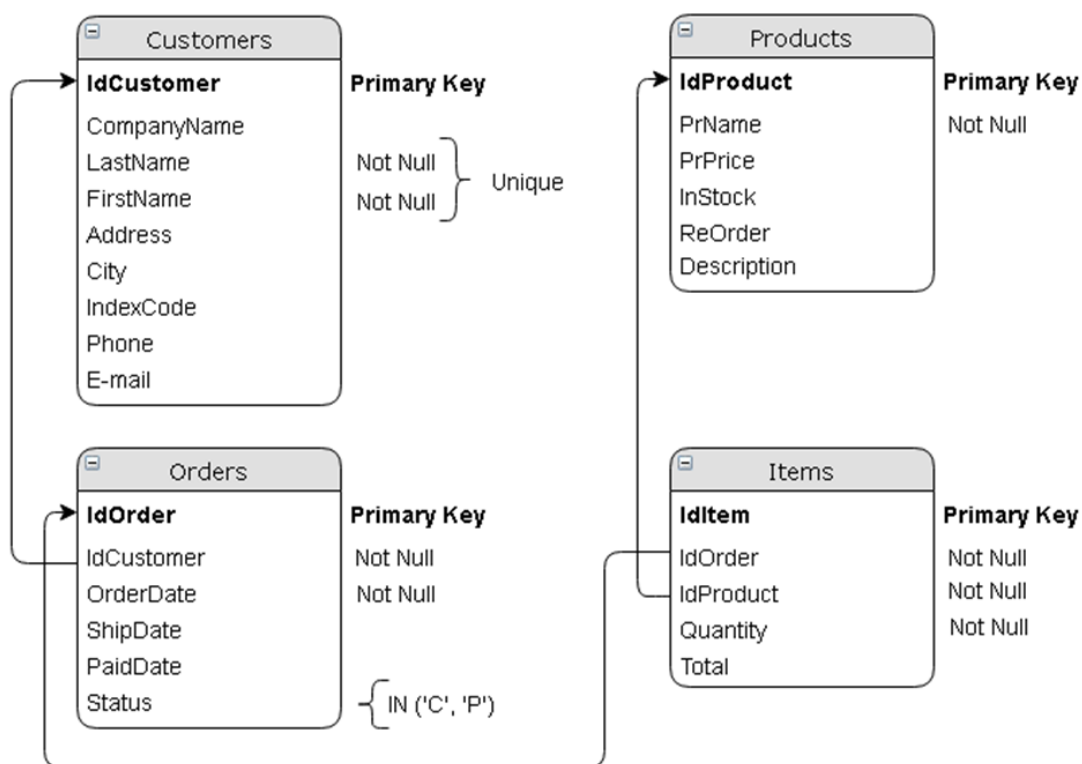 Customers
IdCustomer Primary Key
CompanyName
LastName Not Null
FirstName Not Null
Unique
Address
City
IndexCode
Phone
E-mail
Products
IdProduct Primary Key
PrName Not Null
PrPrice
InStock
ReOrder
Description
Orders
IdOrder Primary Key
IdCustomer Not Null
OrderDate Not Null
ShipDate
PaidDate
Status IN ('C', 'P')
Items
IdItem Primary Key
IdOrder Not Null
IdProduct Not Null
Quantity Not Null
Total